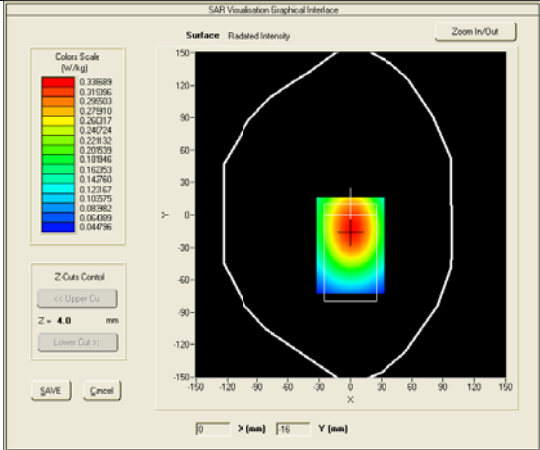 SAR Visualisation Graphical Interface
Surface Radiated Intensity
Zoom In/Out
Colors Scale
(W/kg)
0.338689
0.319096
0.299503
0.279910
0.260317
0.240724
0.221132
0.201539
0.181946
0.162353
0.142760
0.123167
0.103575
0.083982
0.064389
0.044796
150
120
90
60
30
0
-30
-60
-90
-120
-150
Y
-150 -120 -90 -60 -30 0 30 60 90 120 150
X
Z-Cuts Contol
<< Upper Cu
Z = 4.0 mm
Lower Cut >>
SAVE Cancel
0 X (mm) -16 Y (mm)